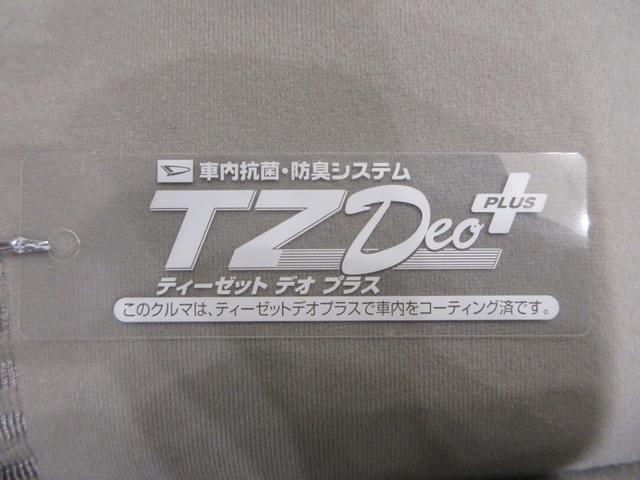 車内抗菌・防臭システム
TZ Deo PLUS
ティーゼット デオ プラス
このクルマは、ティーゼットデオプラスで車内をコーティング済です。